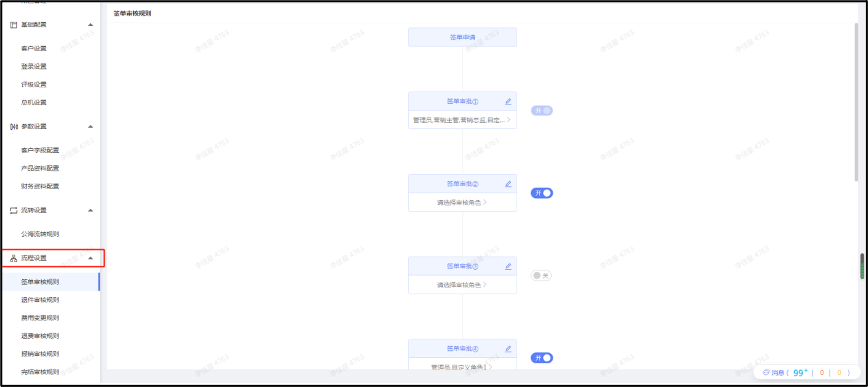 基础配置
客户设置
登录设置
评级设置
总机设置
参数设置
客户字段配置
产品资料配置
财务资料配置
流转设置
公海流转规则
流程设置
签单审核规则
退件审核规则
费用变更规则
退费审核规则
报销审核规则
完结审核规则
签单审核规则
签单申请
签单审批①
管理员,营销主管,营销总监,自定...
开
签单审批②
请选择审核角色
开
签单审批③
请选择审核角色
关
签单审批④
管理员,自定义角色1
开
消息 ( 99+ | 0 | 0 )